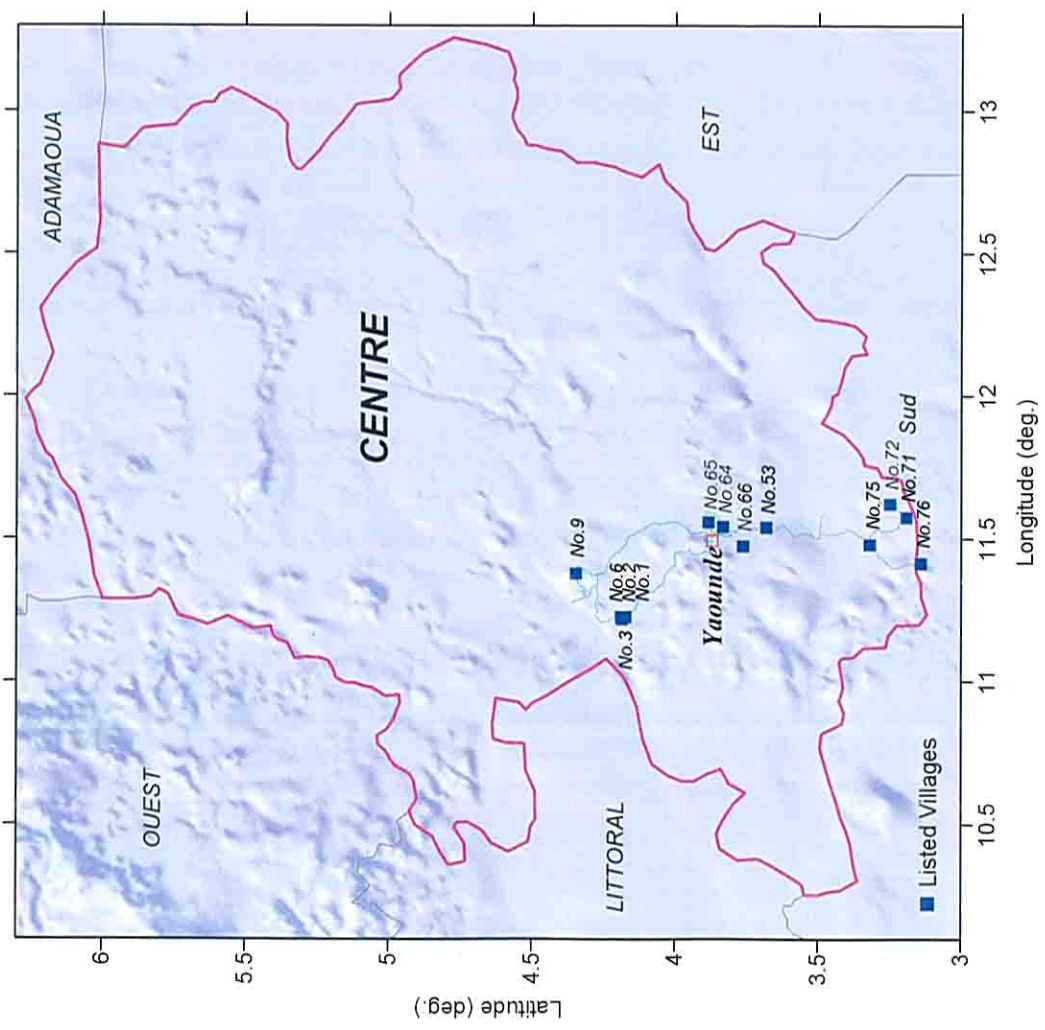 ADAMAOUA
OUEST
CENTRE
EST
LITTORAL
Sud
Yaounde
No.9
No.6
No.2
No.1
No.3
No.65
No.64
No.66
No.53
No.75
No.72
No.71
No.76
Listed Villages
Latitude (deg.)
6
5.5
5
4.5
4
3.5
3
Longitude (deg.)
10.5
11
11.5
12
12.5
13